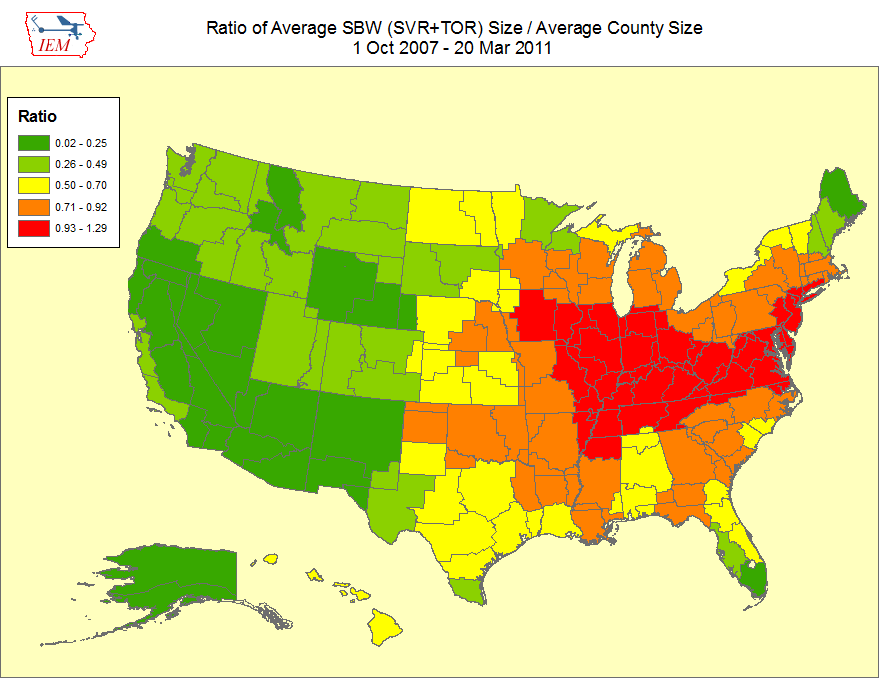 IEM
Ratio of Average SBW (SVR+TOR) Size / Average County Size
1 Oct 2007 - 20 Mar 2011
Ratio
0.02 - 0.25
0.26 - 0.49
0.50 - 0.70
0.71 - 0.92
0.93 - 1.29